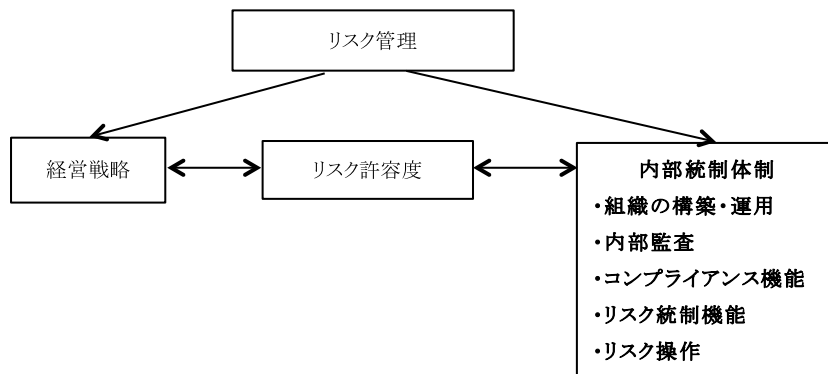 リスク管理
経営戦略
リスク許容度
内部統制体制
・組織の構築・運用
・内部監査
・コンプライアンス機能
・リスク統制機能
・リスク操作